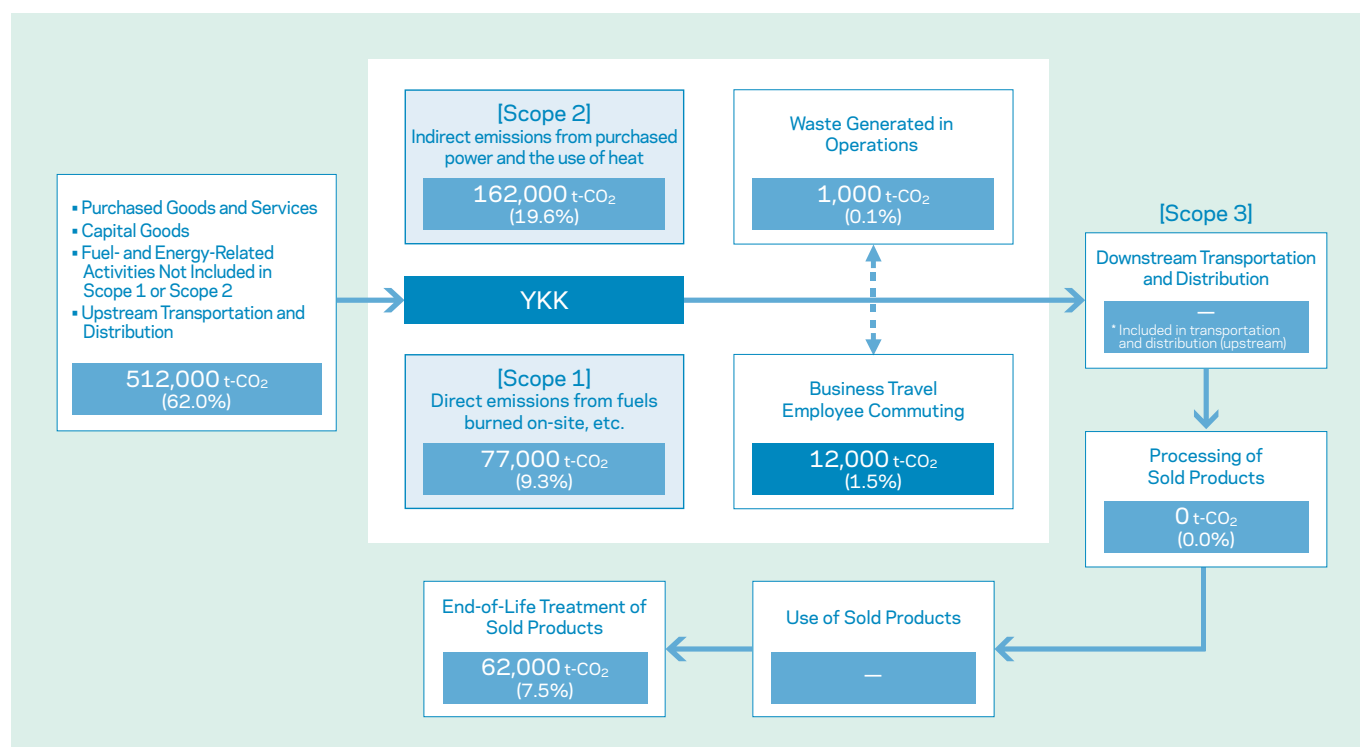 ▪ Purchased Goods and Services
▪ Capital Goods
▪ Fuel- and Energy-Related
Activities Not Included in
Scope 1 or Scope 2
▪ Upstream Transportation and
Distribution
512,000 t-CO₂
(62.0%)
[Scope 2]
Indirect emissions from purchased
power and the use of heat
162,000 t-CO₂
(19.6%)
YKK
[Scope 1]
Direct emissions from fuels
burned on-site, etc.
77,000 t-CO₂
(9.3%)
Waste Generated in
Operations
1,000 t-CO₂
(0.1%)
Business Travel
Employee Commuting
12,000 t-CO₂
(1.5%)
[Scope 3]
Downstream Transportation
and Distribution
—
* Included in transportation
and distribution (upstream)
Processing of
Sold Products
0 t-CO₂
(0.0%)
Use of Sold Products
—
End-of-Life Treatment of
Sold Products
62,000 t-CO₂
(7.5%)